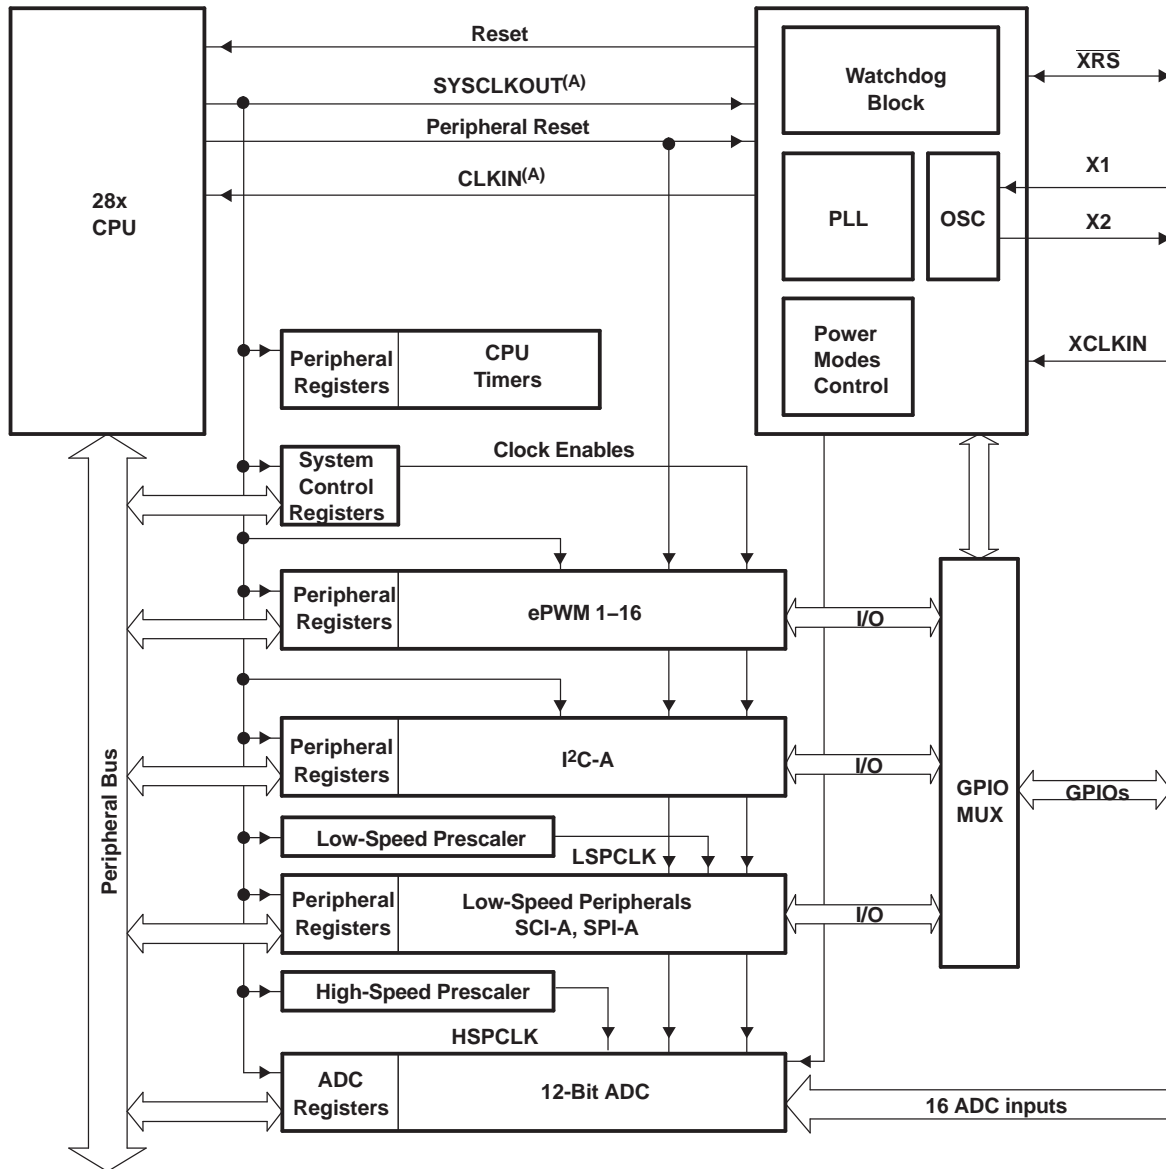 Reset
SYSCLKOUT(A)
Peripheral Reset
CLKIN(A)
28x
CPU
Watchdog
Block
PLL
OSC
Power
Modes
Control
XRS
X1
X2
XCLKIN
Peripheral
Registers
CPU
Timers
System
Control
Registers
Clock Enables
Peripheral
Registers
ePWM 1–16
I/O
Peripheral
Registers
I2C-A
I/O
Peripheral Bus
GPIO
MUX
GPIOs
Low-Speed Prescaler
LSPCLK
Peripheral
Registers
Low-Speed Peripherals
SCI-A, SPI-A
I/O
High-Speed Prescaler
HSPCLK
ADC
Registers
12-Bit ADC
16 ADC inputs